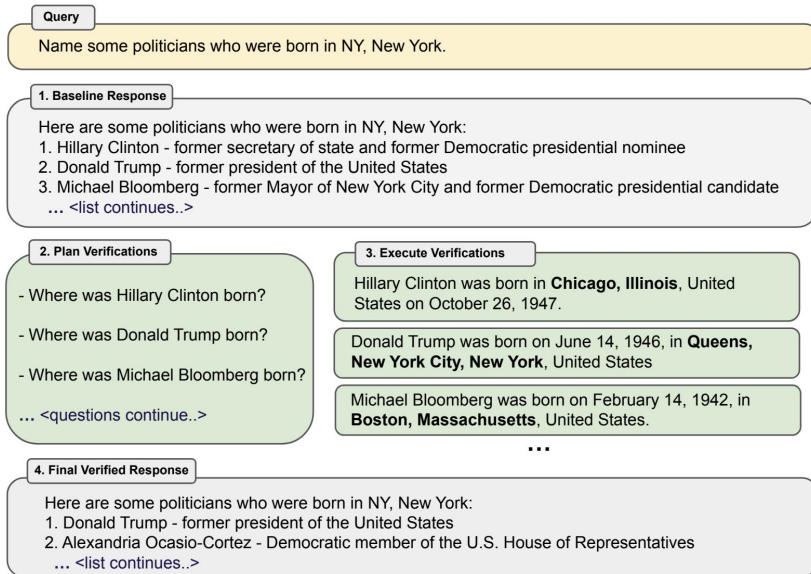 Query
Name some politicians who were born in NY, New York.
1. Baseline Response
Here are some politicians who were born in NY, New York:
1. Hillary Clinton - former secretary of state and former Democratic presidential nominee
2. Donald Trump - former president of the United States
3. Michael Bloomberg - former Mayor of New York City and former Democratic presidential candidate
... <list continues..>
2. Plan Verifications
- Where was Hillary Clinton born?
- Where was Donald Trump born?
- Where was Michael Bloomberg born?
... <questions continue..>
3. Execute Verifications
Hillary Clinton was born in Chicago, Illinois, United
States on October 26, 1947.
Donald Trump was born on June 14, 1946, in Queens,
New York City, New York, United States
Michael Bloomberg was born on February 14, 1942, in
Boston, Massachusetts, United States.
...
4. Final Verified Response
Here are some politicians who were born in NY, New York:
1. Donald Trump - former president of the United States
2. Alexandria Ocasio-Cortez - Democratic member of the U.S. House of Representatives
... <list continues..>